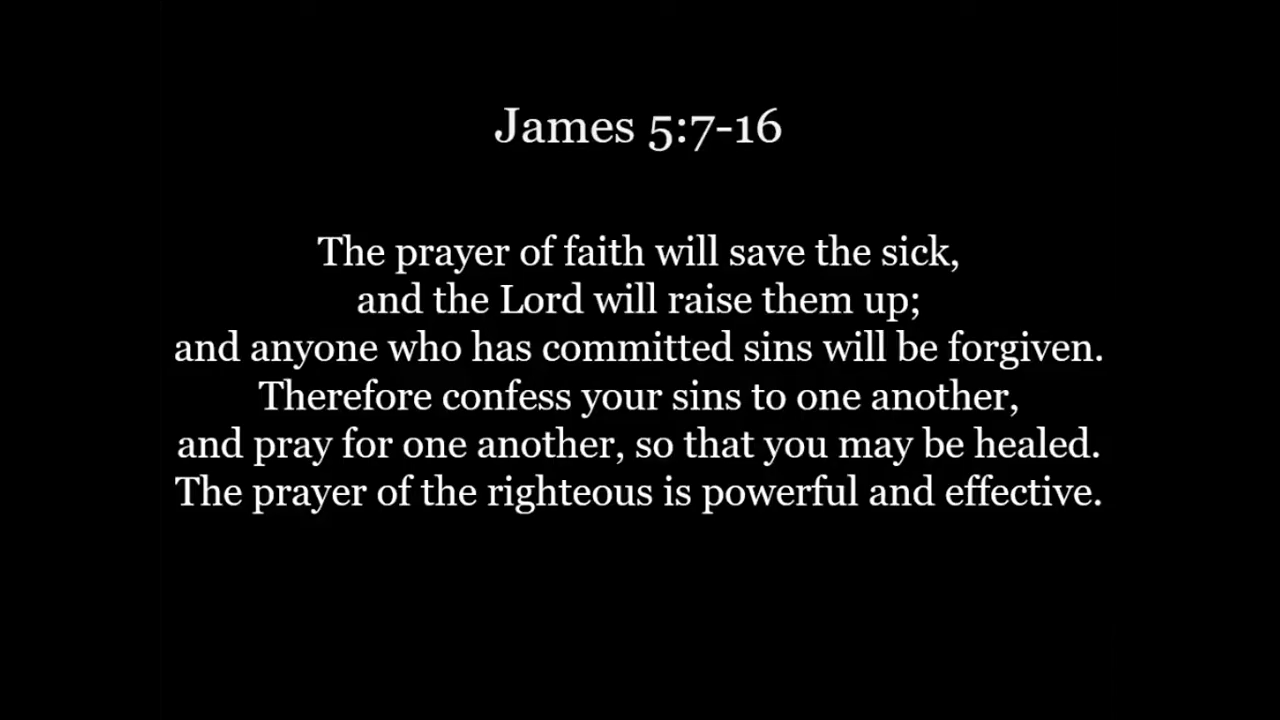 James 5:7-16
The prayer of faith will save the sick,
and the Lord will raise them up;
and anyone who has committed sins will be forgiven.
Therefore confess your sins to one another,
and pray for one another, so that you may be healed.
The prayer of the righteous is powerful and effective.